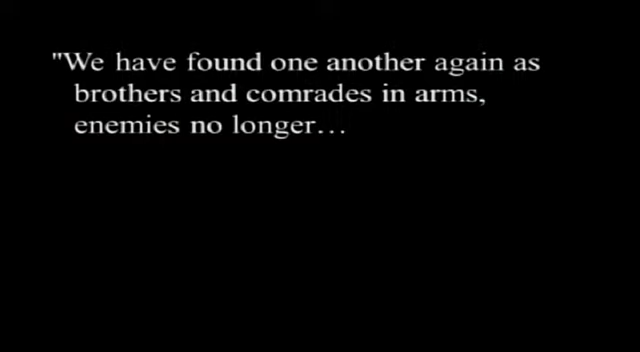 "We have found one another again as
brothers and comrades in arms,
enemies no longer…